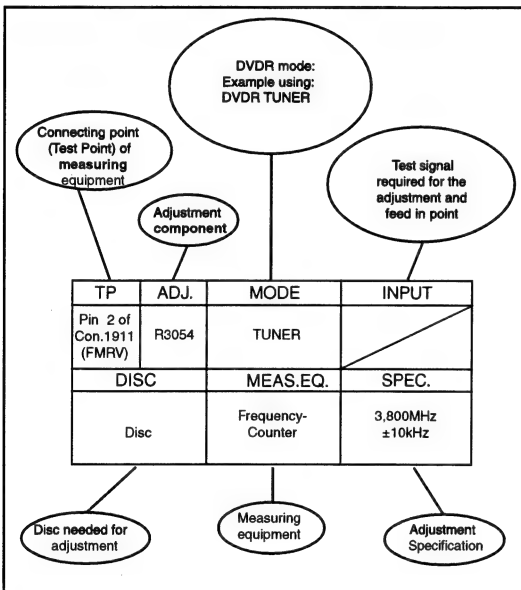 DVDR mode:
Example using:
DVDR TUNER
Connecting point
(Test Point) of
measuring
equipment
Adjustment
component
Test signal
required for the
adjustment and
feed in point
TP ADJ. MODE INPUT
Pin 2 of
Con.1911
(FMRV)
R3054
TUNER
DISC MEAS.EQ. SPEC.
Disc
Frequency-
Counter
3,800MHz
±10kHz
Disc needed for
adjustment
Measuring
equipment
Adjustment
Specification